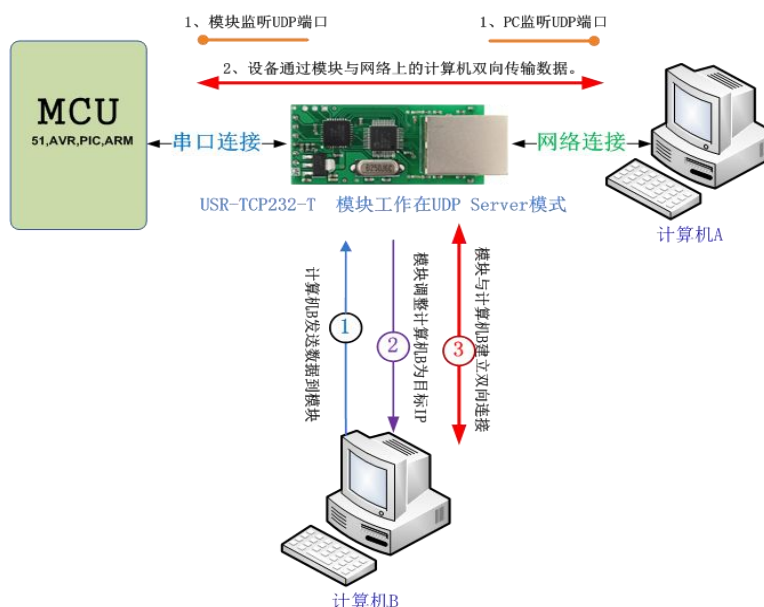 1、模块监听UDP端口
1、PC监听UDP端口
2、设备通过模块与网络上的计算机双向传输数据。
MCU
51,AVR,PIC,ARM
串口连接
网络连接
USR-TCP232-T 模块工作在UDP Server模式
计算机A
计算机B发送数据到模块
1
模块调整计算机B为目标IP
2
模块与计算机B建立双向连接
3
计算机B